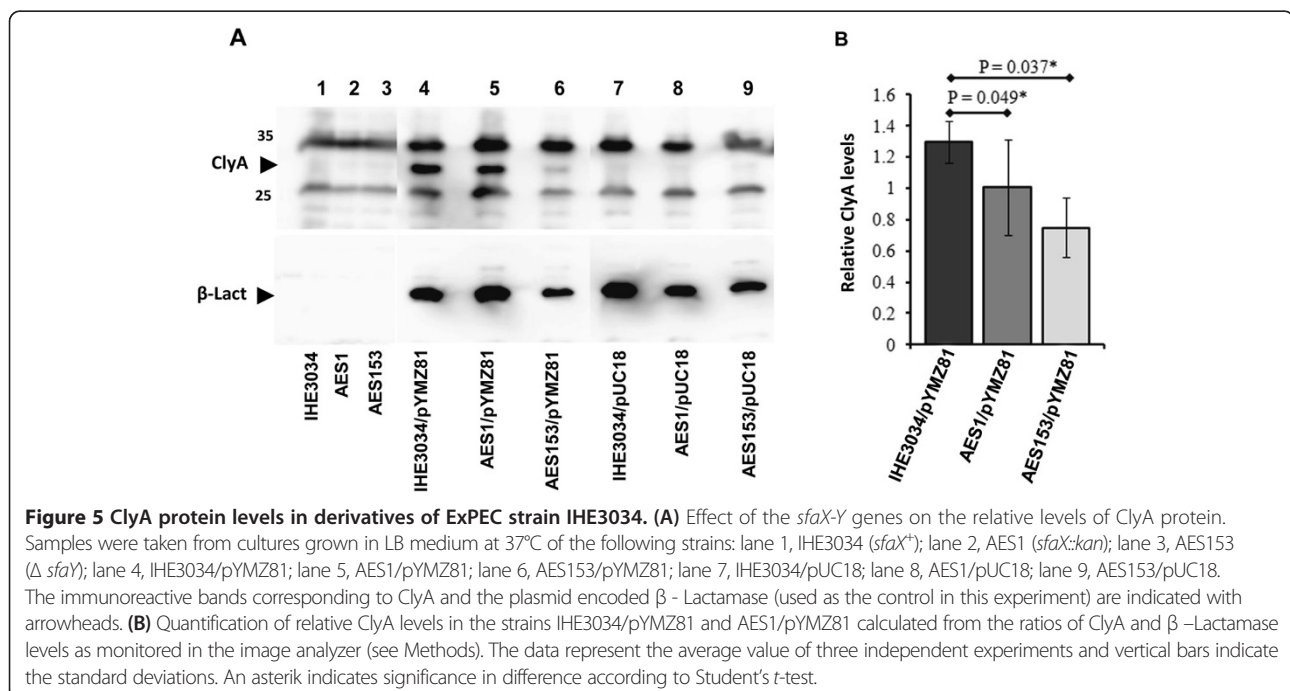 A
B
1 2 3 4 5 6 7 8 9
35
ClyA
25
β-Lact
IHE3034
AES1
AES153
IHE3034/pYMZ81
AES1/pYMZ81
AES153/pYMZ81
IHE3034/pUC18
AES1/pUC18
AES153/pUC18
P = 0.037*
P = 0.049*
Relative ClyA levels
1.6
1.4
1.2
1
0.8
0.6
0.4
0.2
0
IHE3034/pYMZ81
AES1/pYMZ81
AES153/pYMZ81
Figure 5 ClyA protein levels in derivatives of ExPEC strain IHE3034. (A) Effect of the sfaX-Y genes on the relative levels of ClyA protein.
Samples were taken from cultures grown in LB medium at 37°C of the following strains: lane 1, IHE3034 (sfaX⁺); lane 2, AES1 (sfaX::kan); lane 3, AES153
(Δ sfaY); lane 4, IHE3034/pYMZ81; lane 5, AES1/pYMZ81; lane 6, AES153/pYMZ81; lane 7, IHE3034/pUC18; lane 8, AES1/pUC18; lane 9, AES153/pUC18.
The immunoreactive bands corresponding to ClyA and the plasmid encoded β - Lactamase (used as the control in this experiment) are indicated with
arrowheads. (B) Quantification of relative ClyA levels in the strains IHE3034/pYMZ81 and AES1/pYMZ81 calculated from the ratios of ClyA and β –Lactamase
levels as monitored in the image analyzer (see Methods). The data represent the average value of three independent experiments and vertical bars indicate
the standard deviations. An asterik indicates significance in difference according to Student's t-test.